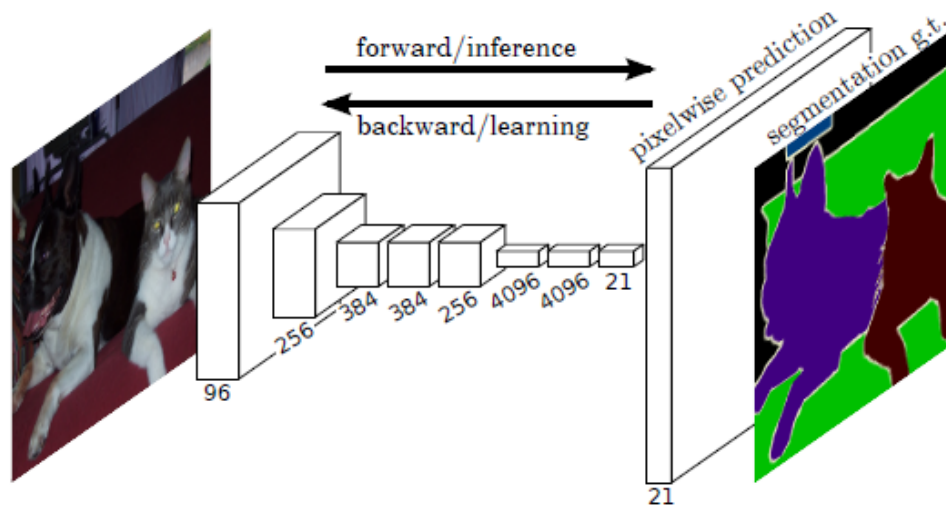 forward/inference
backward/learning
pixelwise prediction
segmentation g.t.
96
256
384
384
256
4096
4096
21
21